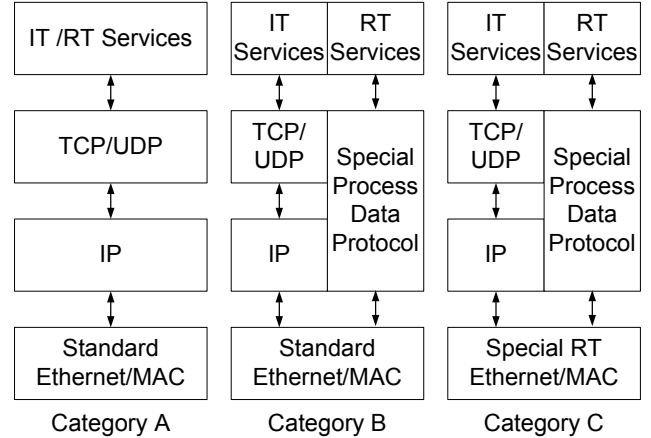 IT /RT Services
TCP/UDP
IP
Standard
Ethernet/MAC
Category A
IT
Services
RT
Services
TCP/
UDP
Special
Process
Data
Protocol
IP
Standard
Ethernet/MAC
Category B
IT
Services
RT
Services
TCP/
UDP
Special
Process
Data
Protocol
IP
Special RT
Ethernet/MAC
Category C